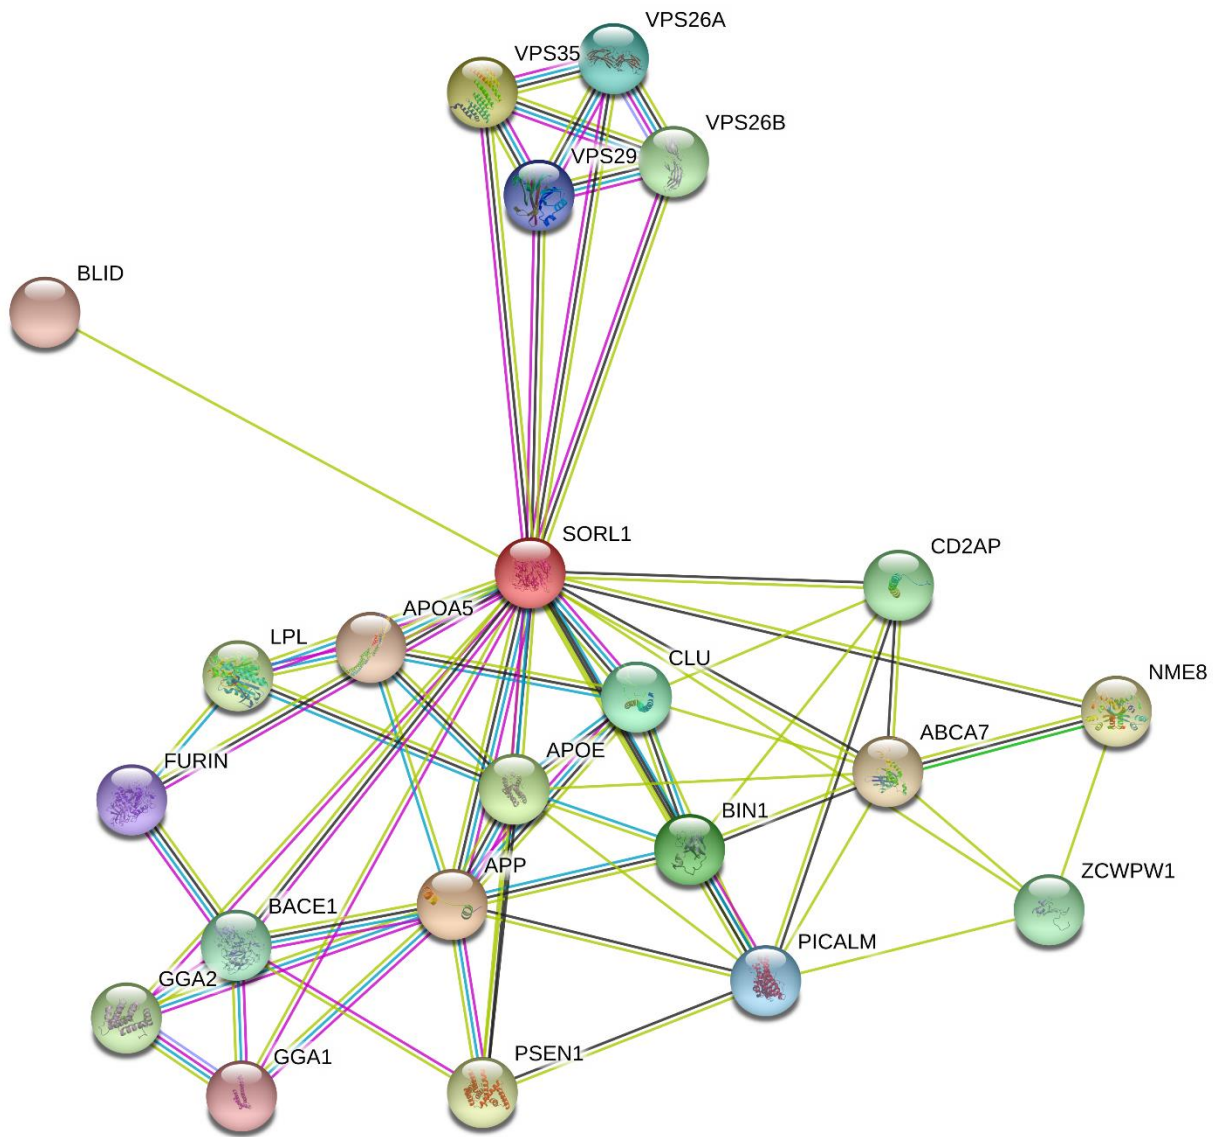 VPS26A
VPS35
VPS26B
VPS29
BLID
SORL1
CD2AP
APOA5
LPL
CLU
NME8
ABCA7
APOE
FURIN
BIN1
APP
ZCWPW1
BACE1
PICALM
GGA2
GGA1
PSEN1